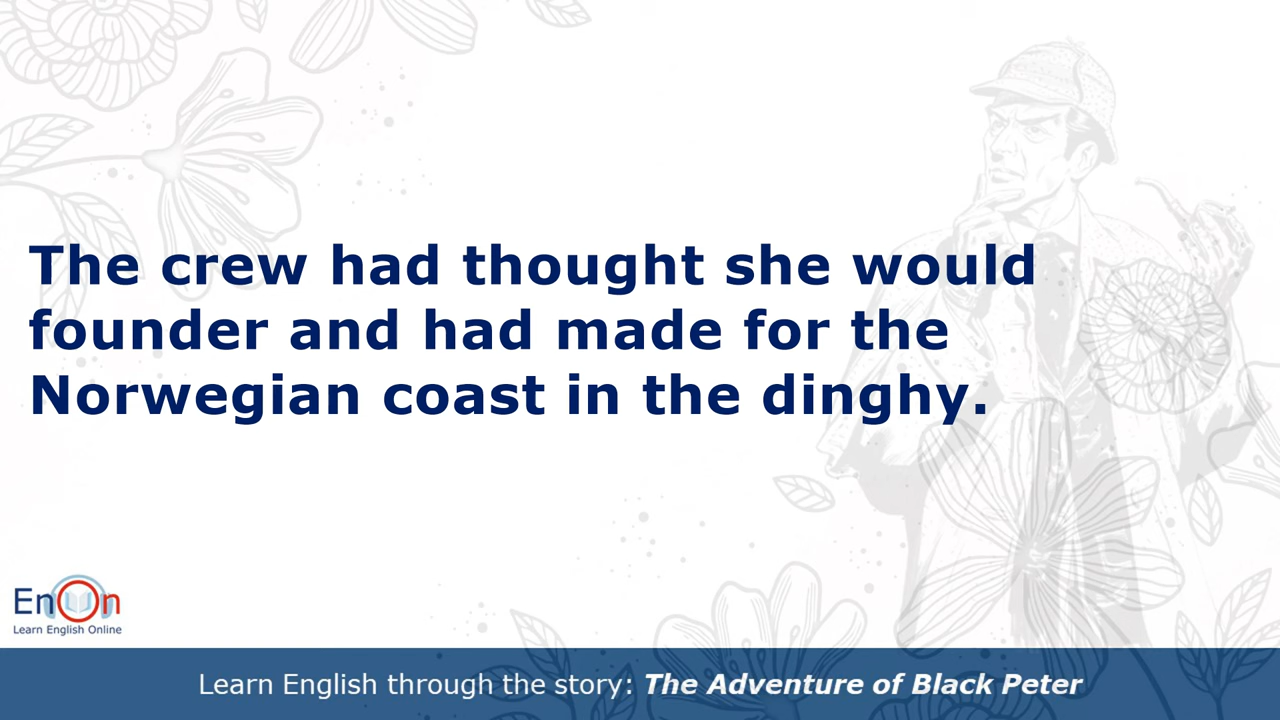 The crew had thought she would
founder and had made for the
Norwegian coast in the dinghy.
EnOn
Learn English Online
Learn English through the story: The Adventure of Black Peter